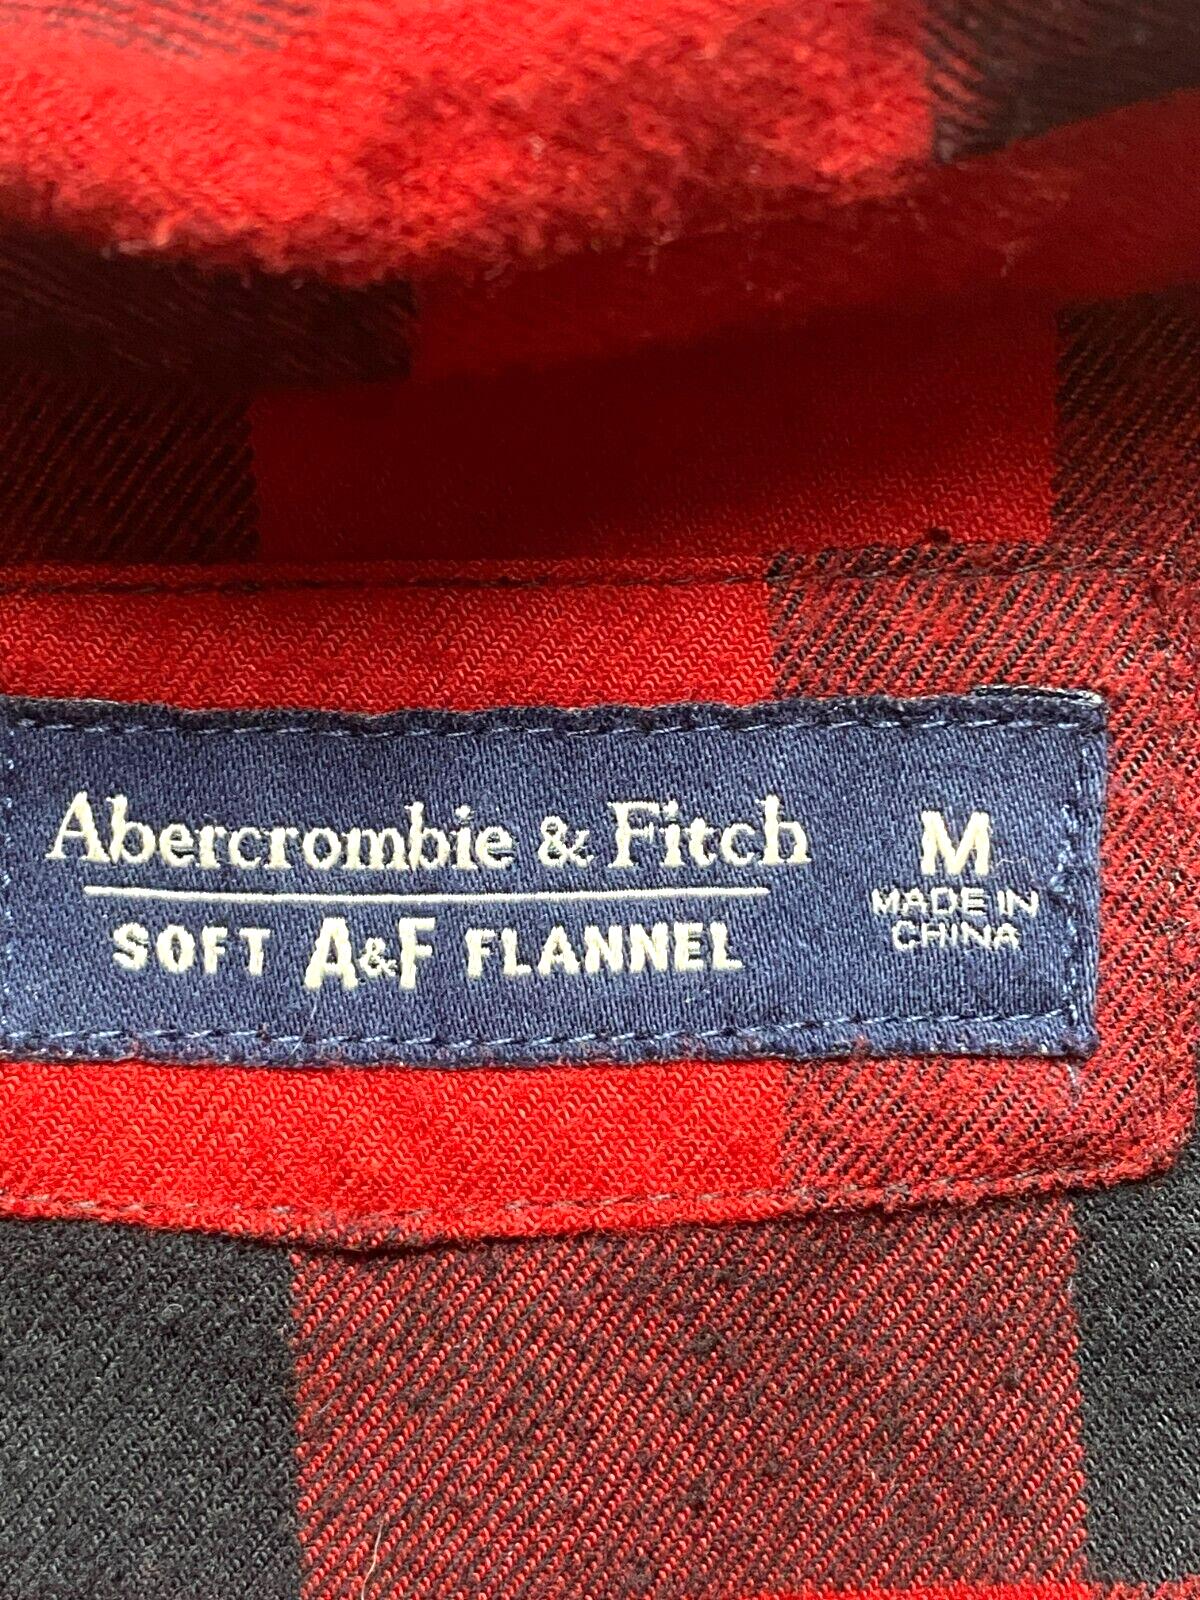 Abercrombie & Fitch
SOFT A&F FLANNEL
M
MADE IN
CHINA